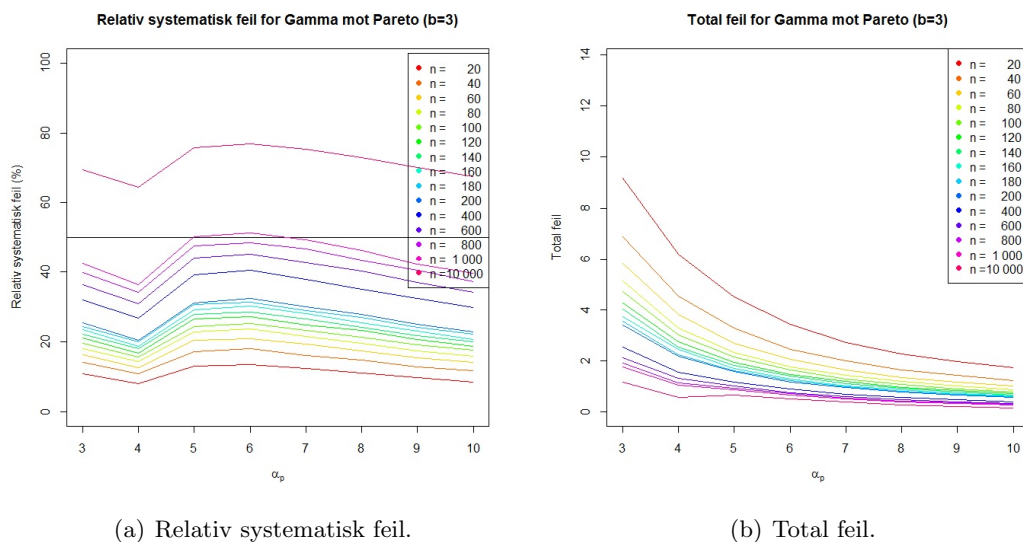 Relativ systematisk feil for Gamma mot Pareto (b=3)
Relativ systematisk feil (%)
100
80
60
40
20
0
3 4 5 6 7 8 9 10
αp
n = 20
n = 40
n = 60
n = 80
n = 100
n = 120
n = 140
n = 160
n = 180
n = 200
n = 400
n = 600
n = 800
n = 1 000
n =10 000
(a) Relativ systematisk feil.
Total feil for Gamma mot Pareto (b=3)
Total feil
14
12
10
8
6
4
2
0
3 4 5 6 7 8 9 10
αp
n = 20
n = 40
n = 60
n = 80
n = 100
n = 120
n = 140
n = 160
n = 180
n = 200
n = 400
n = 600
n = 800
n = 1 000
n =10 000
(b) Total feil.